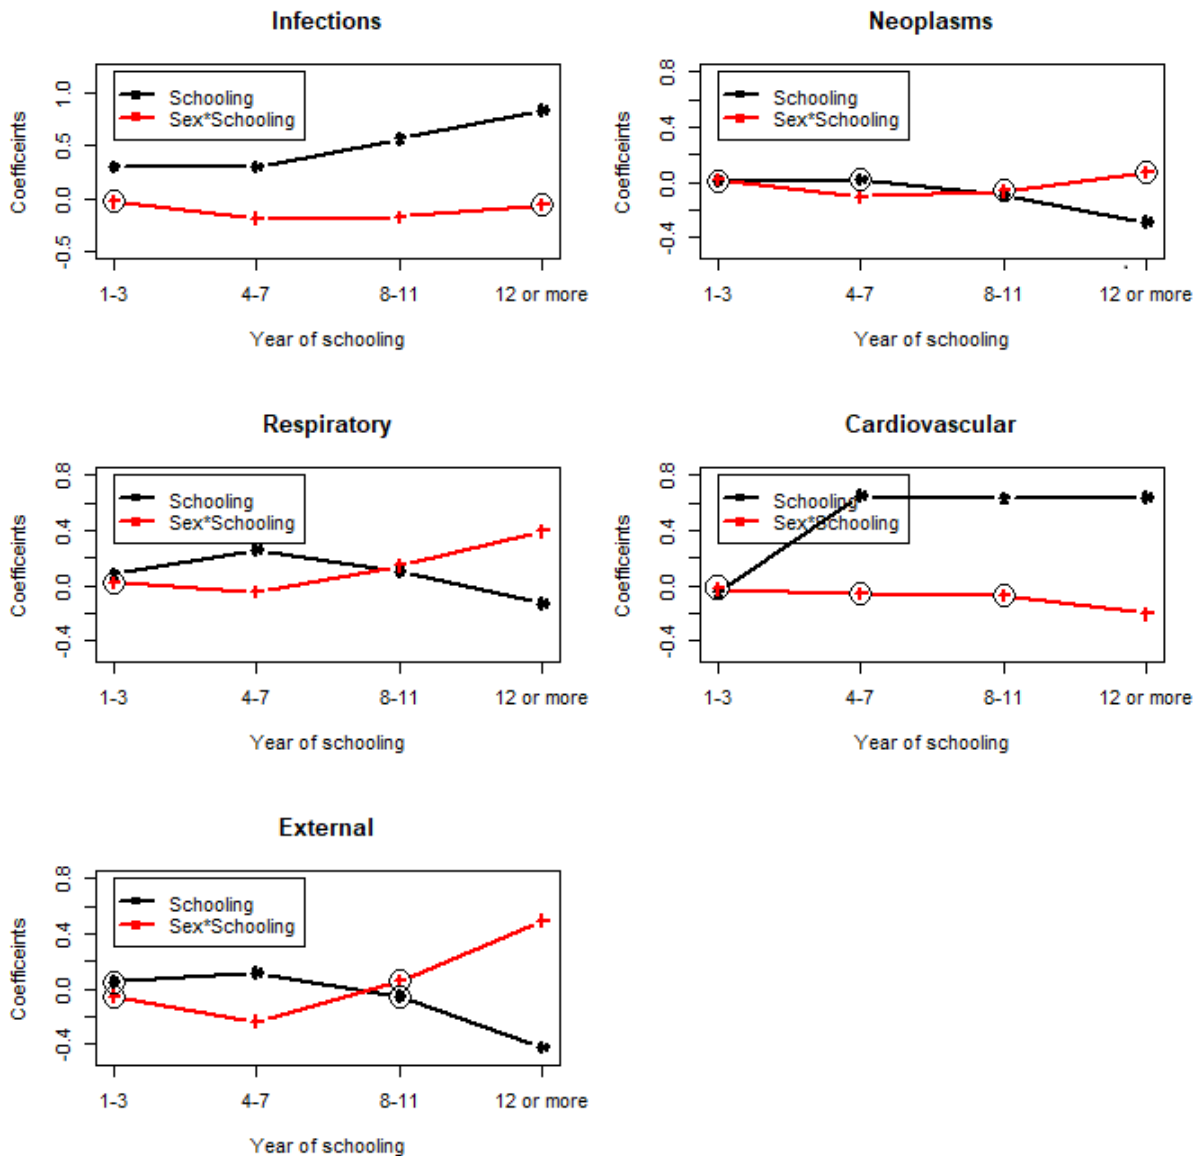 Infections
Coefficeints
1.0
0.5
0.0
-0.5
Schooling
Sex*Schooling
1-3 4-7 8-11 12 or more
Year of schooling
Neoplasms
Coefficeints
0.8
0.4
0.0
-0.4
Schooling
Sex*Schooling
1-3 4-7 8-11 12 or more
Year of schooling
Respiratory
Coefficeints
0.8
0.4
0.0
-0.4
Schooling
Sex*Schooling
1-3 4-7 8-11 12 or more
Year of schooling
Cardiovascular
Coefficeints
0.8
0.4
0.0
-0.4
Schooling
Sex*Schooling
1-3 4-7 8-11 12 or more
Year of schooling
External
Coefficeints
0.8
0.4
0.0
-0.4
Schooling
Sex*Schooling
1-3 4-7 8-11 12 or more
Year of schooling